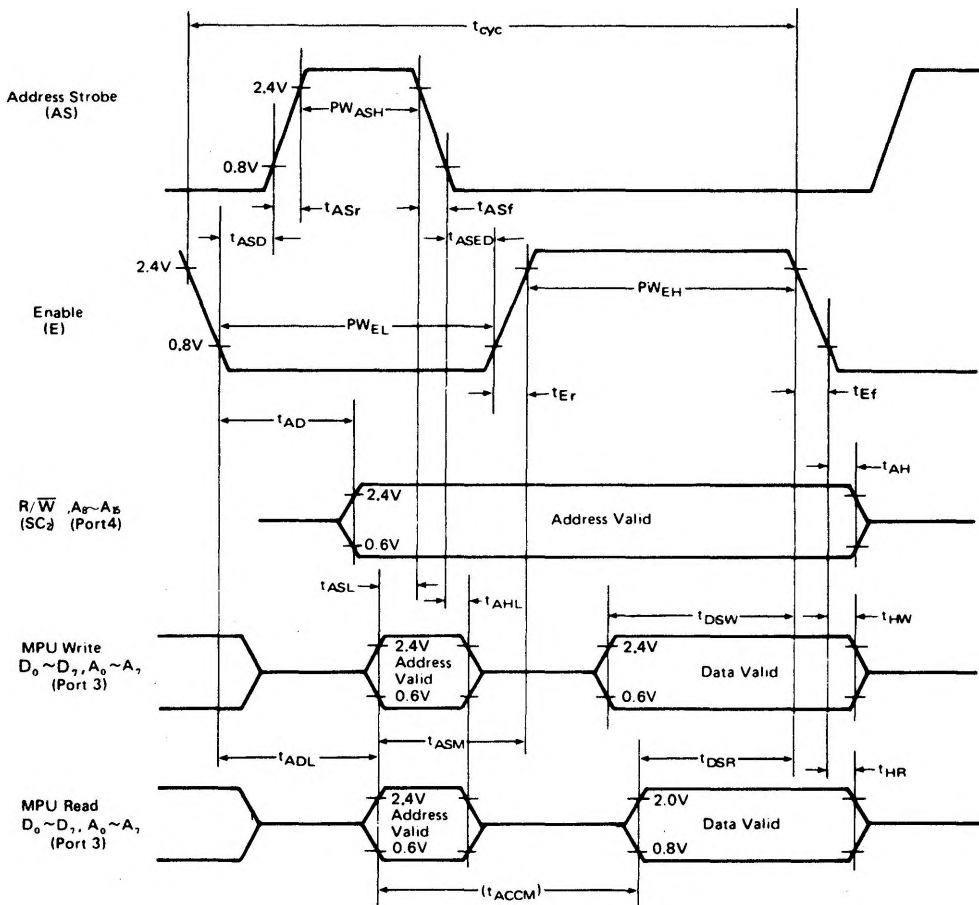 tcyc
Address Strobe
(AS)
2.4V
PWASH
0.8V
tASr
tASf
tASD
tASED
Enable
(E)
2.4V
PWEH
PWEL
0.8V
tEr
tEf
tAD
tAH
R/W̅ ,A8~A15
(SC2) (Port4)
2.4V
Address Valid
0.6V
tASL
tAHL
tDSW
tHW
MPU Write
D0~D7, A0~A7
(Port 3)
2.4V
Address
Valid
0.6V
2.4V
Data Valid
0.6V
tADL
tASM
tDSR
tHR
MPU Read
D0~D7, A0~A7
(Port 3)
2.4V
Address
Valid
0.6V
2.0V
Data Valid
0.8V
(tACCM)